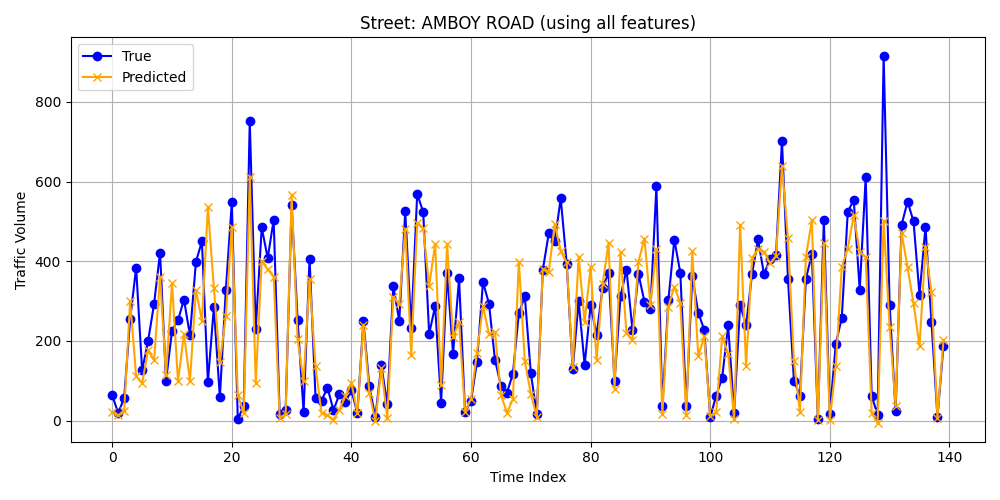 Street: AMBOY ROAD (using all features)
True
Predicted
Traffic Volume
800
600
400
200
0
0 20 40 60 80 100 120 140
Time Index